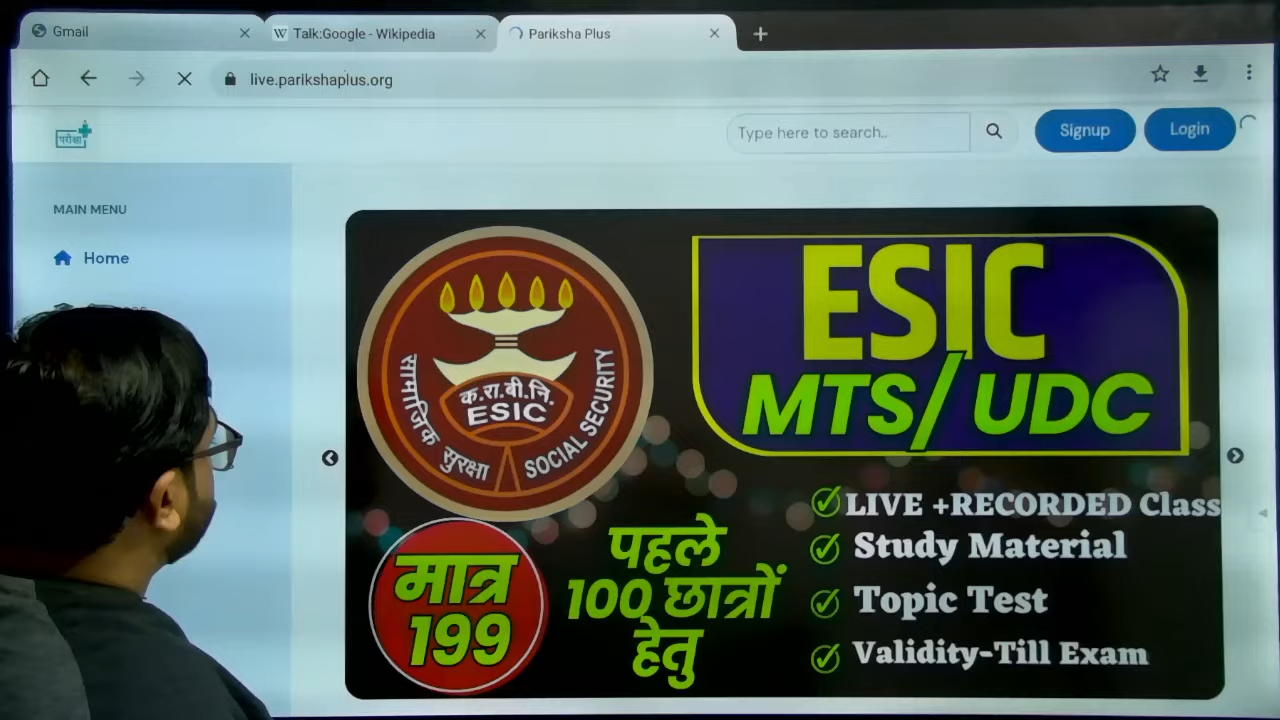 Gmail
Talk:Google - Wikipedia
Pariksha Plus
live.parikshaplus.org
परीक्षा
Type here to search..
Signup
Login
MAIN MENU
Home
सामाजिक सुरक्षा
क.रा.बी.नि.
ESIC
SOCIAL SECURITY
ESIC
MTS/UDC
LIVE +RECORDED Class
Study Material
Topic Test
Validity-Till Exam
मात्र
199
पहले
100 छात्रों
हेतु